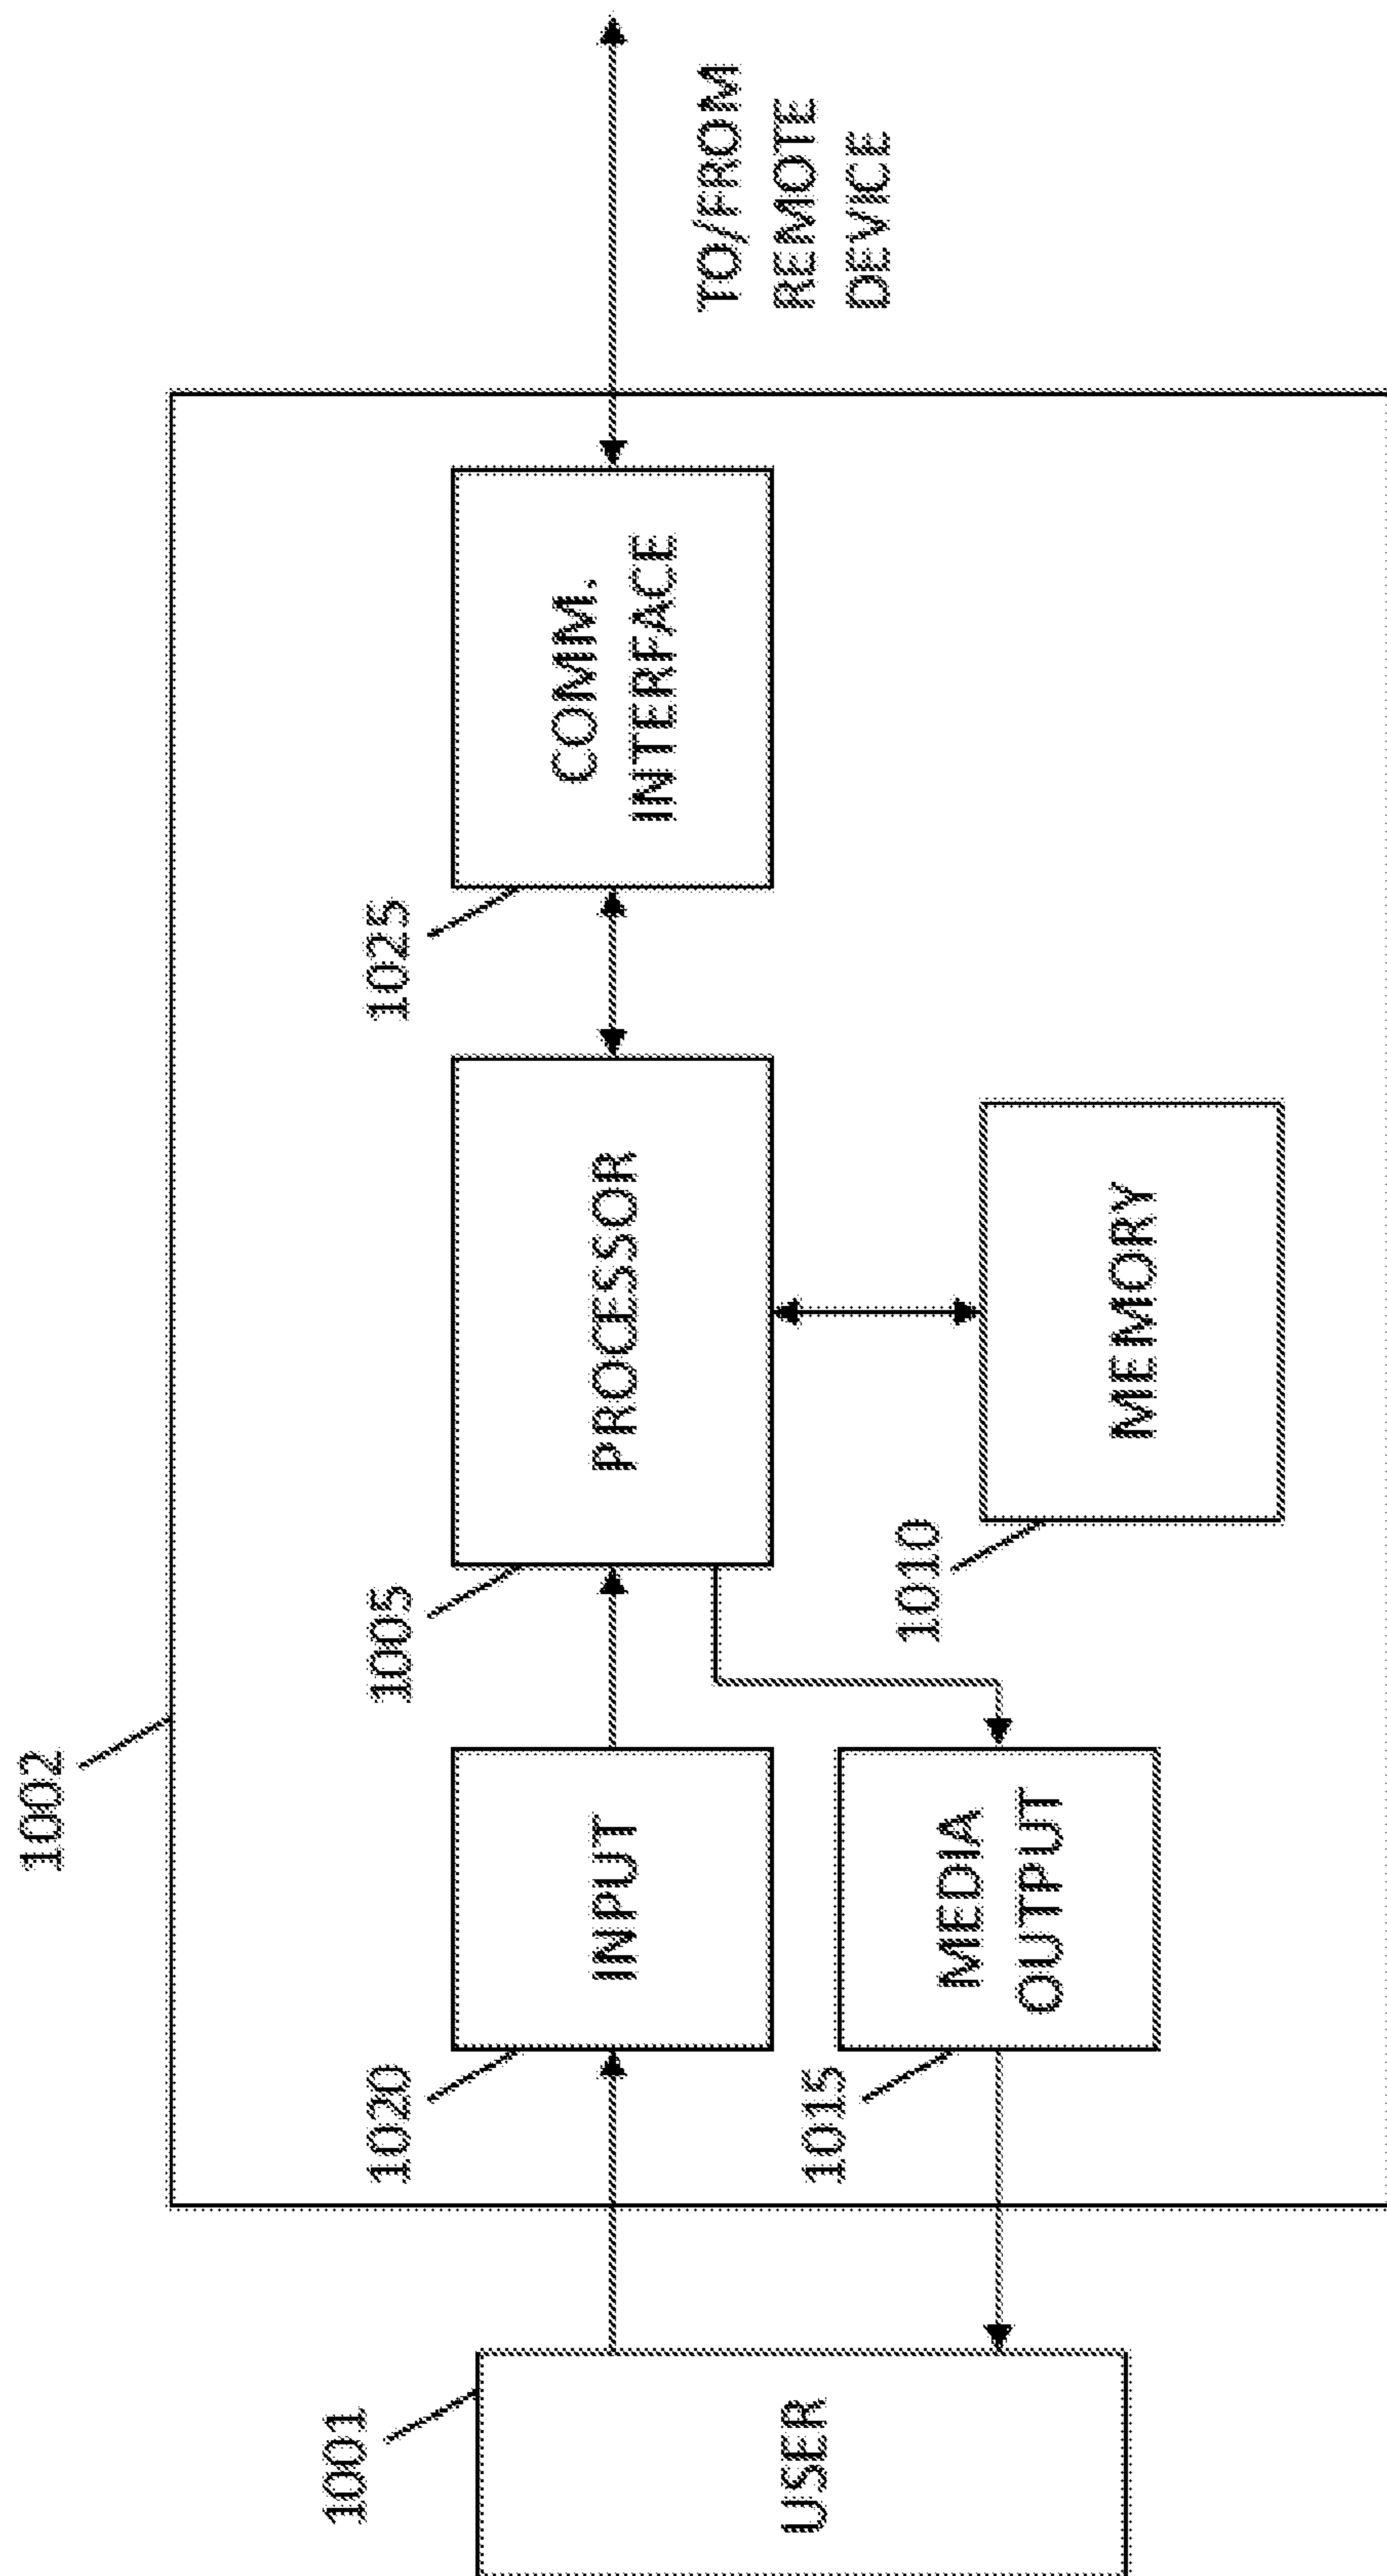 1002
1001
1020
INPUT
1005
PROCESSOR
1025
COMM.
INTERFACE
TO/FROM
REMOTE
DEVICE
USER
1015
MEDIA
OUTPUT
1010
MEMORY